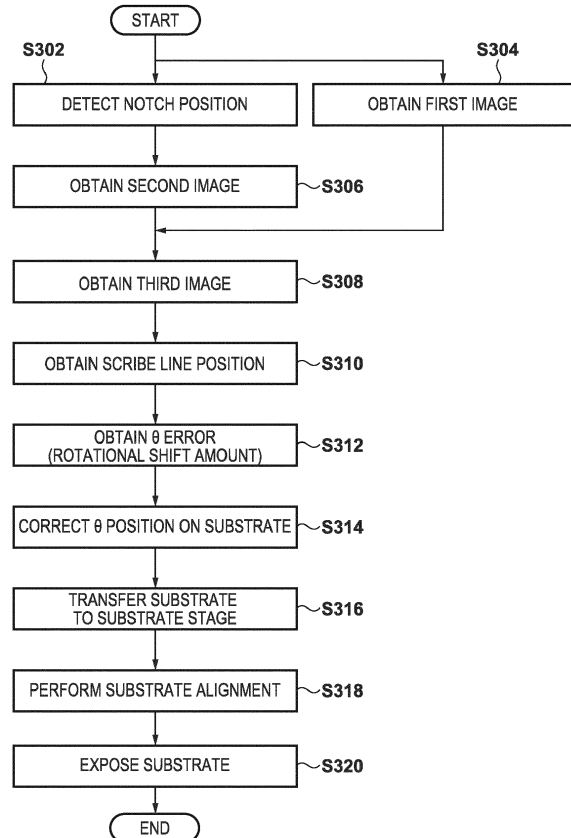 START
S302
S304
DETECT NOTCH POSITION
OBTAIN FIRST IMAGE
OBTAIN SECOND IMAGE
S306
OBTAIN THIRD IMAGE
S308
OBTAIN SCRIBE LINE POSITION
S310
OBTAIN θ ERROR
(ROTATIONAL SHIFT AMOUNT)
S312
CORRECT θ POSITION ON SUBSTRATE
S314
TRANSFER SUBSTRATE
TO SUBSTRATE STAGE
S316
PERFORM SUBSTRATE ALIGNMENT
S318
EXPOSE SUBSTRATE
S320
END